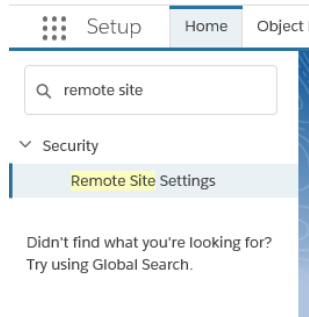 Setup Home Object
remote site
Security
Remote Site Settings
Didn't find what you're looking for?
Try using Global Search.